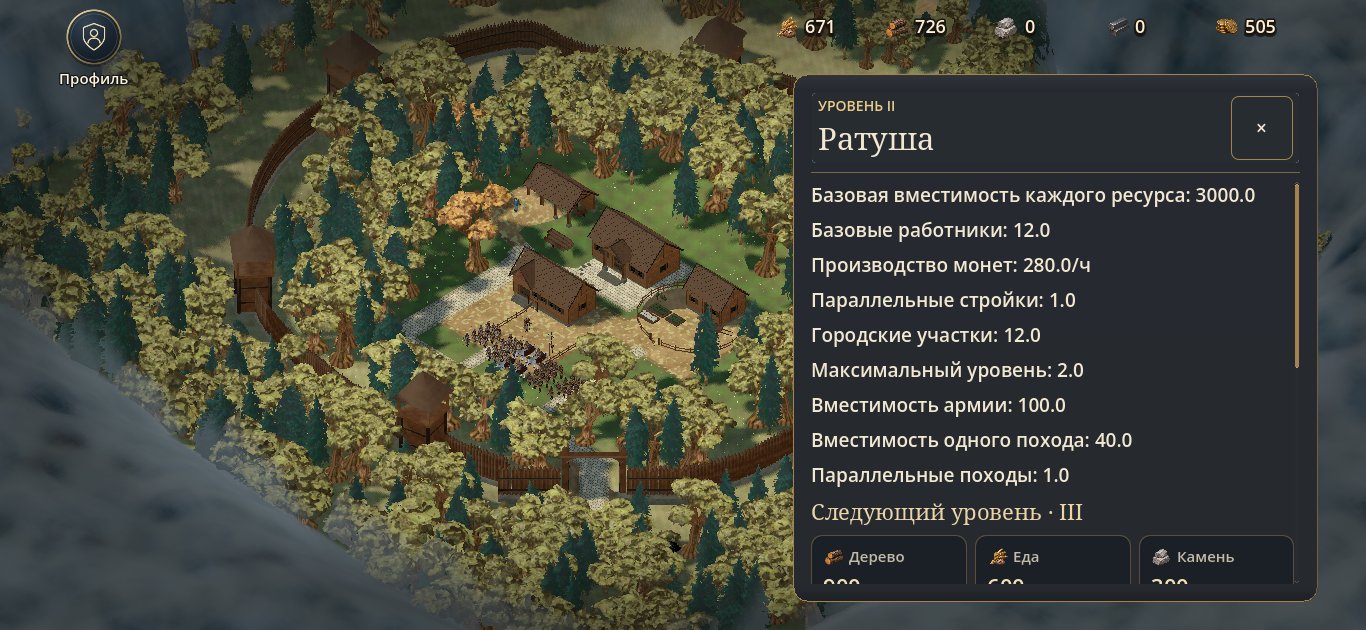 671
726
0
0
505
Профиль
УРОВЕНЬ II
Ратуша
×
Базовая вместимость каждого ресурса: 3000.0
Базовые работники: 12.0
Производство монет: 280.0/ч
Параллельные стройки: 1.0
Городские участки: 12.0
Максимальный уровень: 2.0
Вместимость армии: 100.0
Вместимость одного похода: 40.0
Параллельные походы: 1.0
Следующий уровень · III
Дерево
Еда
Камень